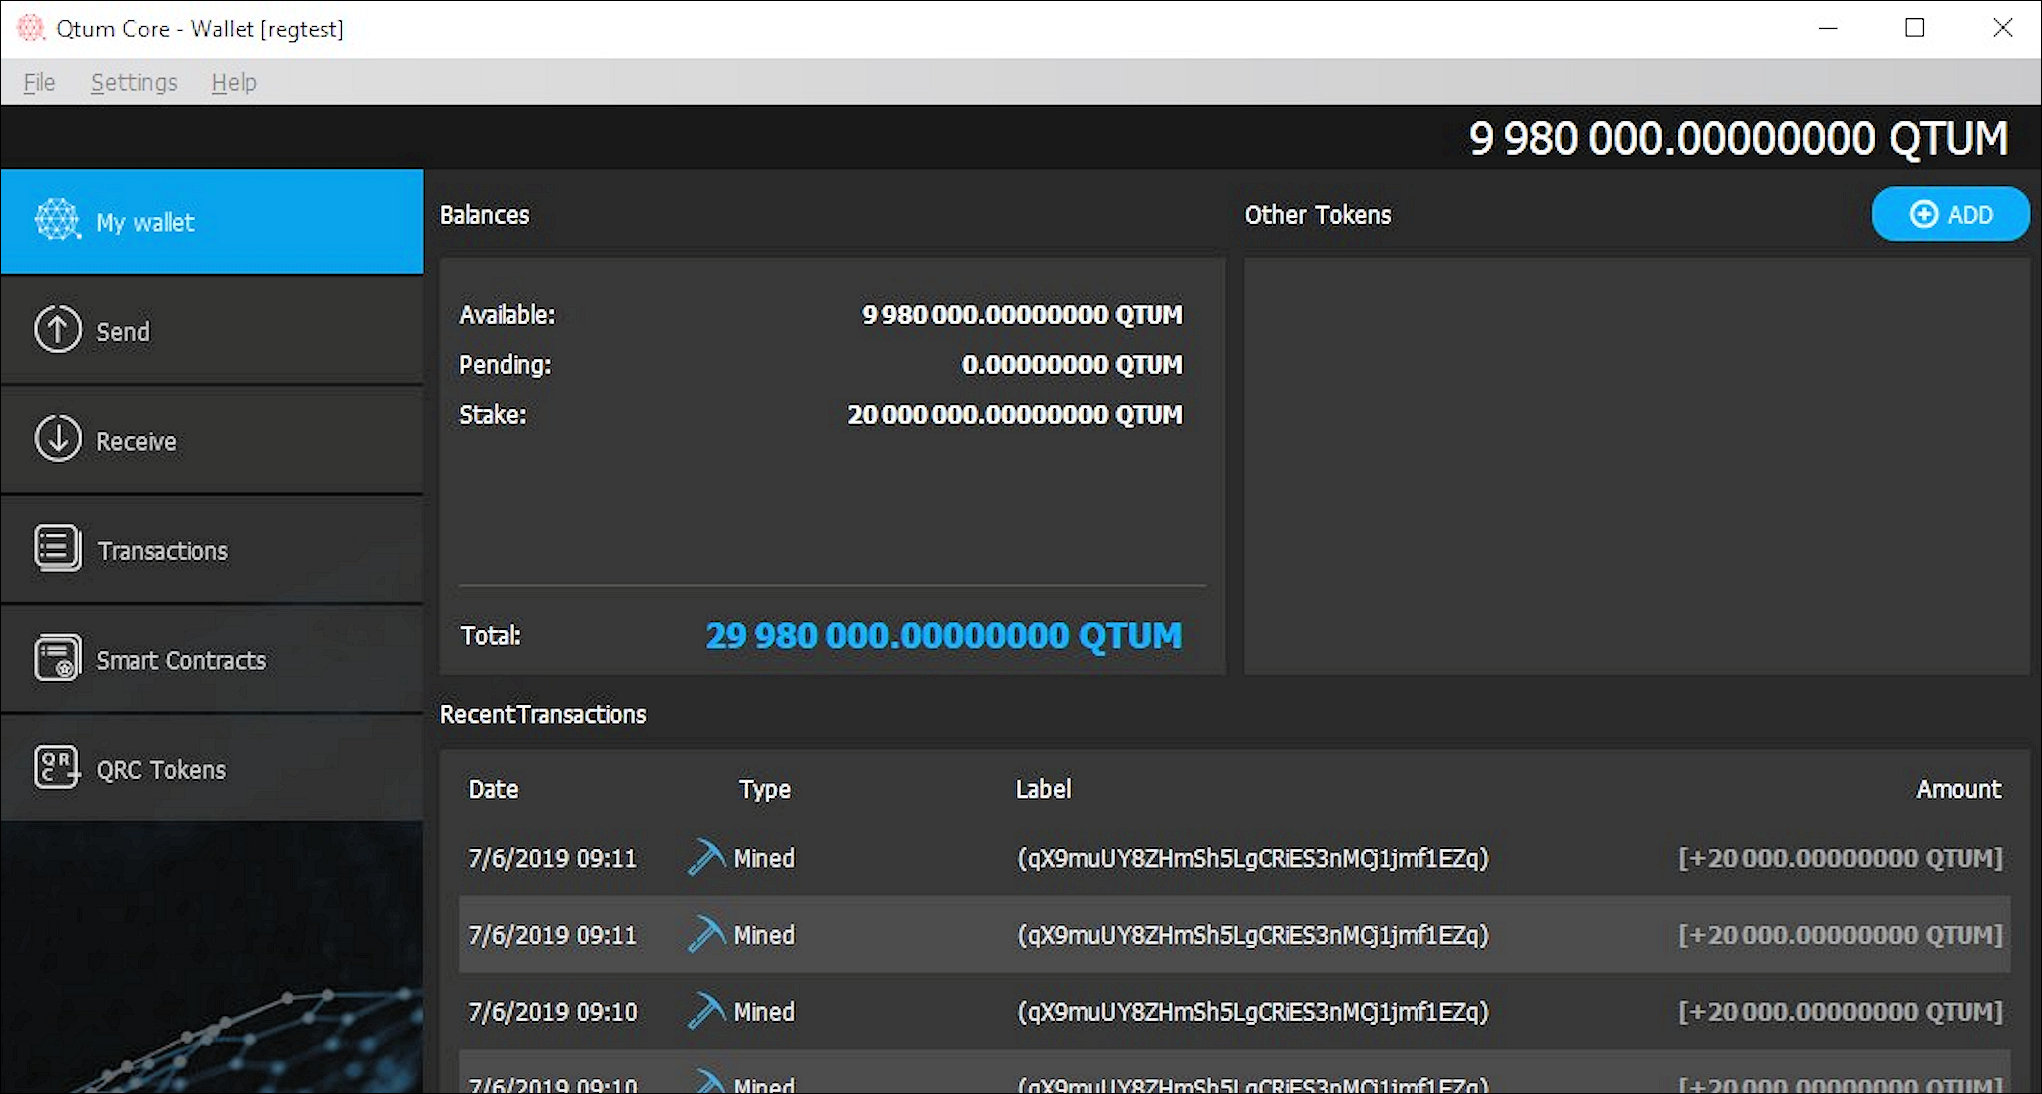 Qtum Core - Wallet [regtest]
File Settings Help
9 980 000.00000000 QTUM
My wallet
Send
Receive
Transactions
Smart Contracts
QRC Tokens
Balances
Available: 9 980 000.00000000 QTUM
Pending: 0.00000000 QTUM
Stake: 20 000 000.00000000 QTUM
Total: 29 980 000.00000000 QTUM
Other Tokens ADD
Recent Transactions
Date Type Label Amount
7/6/2019 09:11 Mined (qX9muUY8ZHmSh5LgCRiES3nMCj1jmf1EZq) [+20 000.00000000 QTUM]
7/6/2019 09:11 Mined (qX9muUY8ZHmSh5LgCRiES3nMCj1jmf1EZq) [+20 000.00000000 QTUM]
7/6/2019 09:10 Mined (qX9muUY8ZHmSh5LgCRiES3nMCj1jmf1EZq) [+20 000.00000000 QTUM]
7/6/2019 09:10 Mined (qX9muUY8ZHmSh5LgCRiES3nMCj1jmf1EZq) [+20 000.00000000 QTUM]